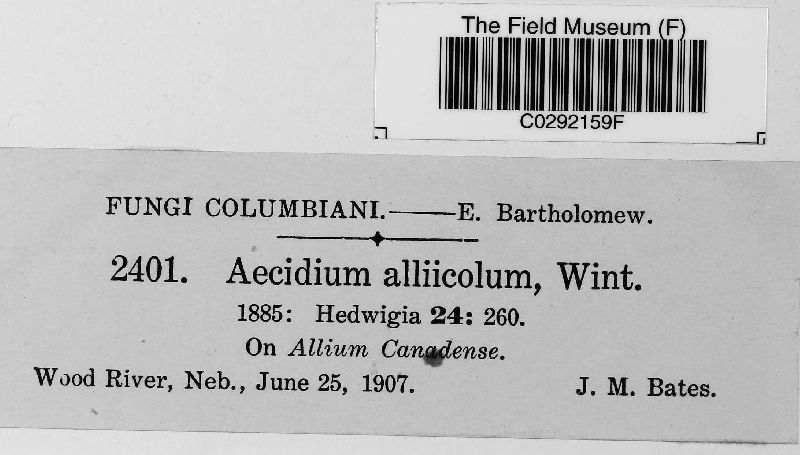 The Field Museum (F)
C0292159F
FUNGI COLUMBIANI.——E. Bartholomew.
2401. Aecidium alliicolum, Wint.
1885: Hedwigia 24: 260.
On Allium Canadense.
Wood River, Neb., June 25, 1907. J. M. Bates.